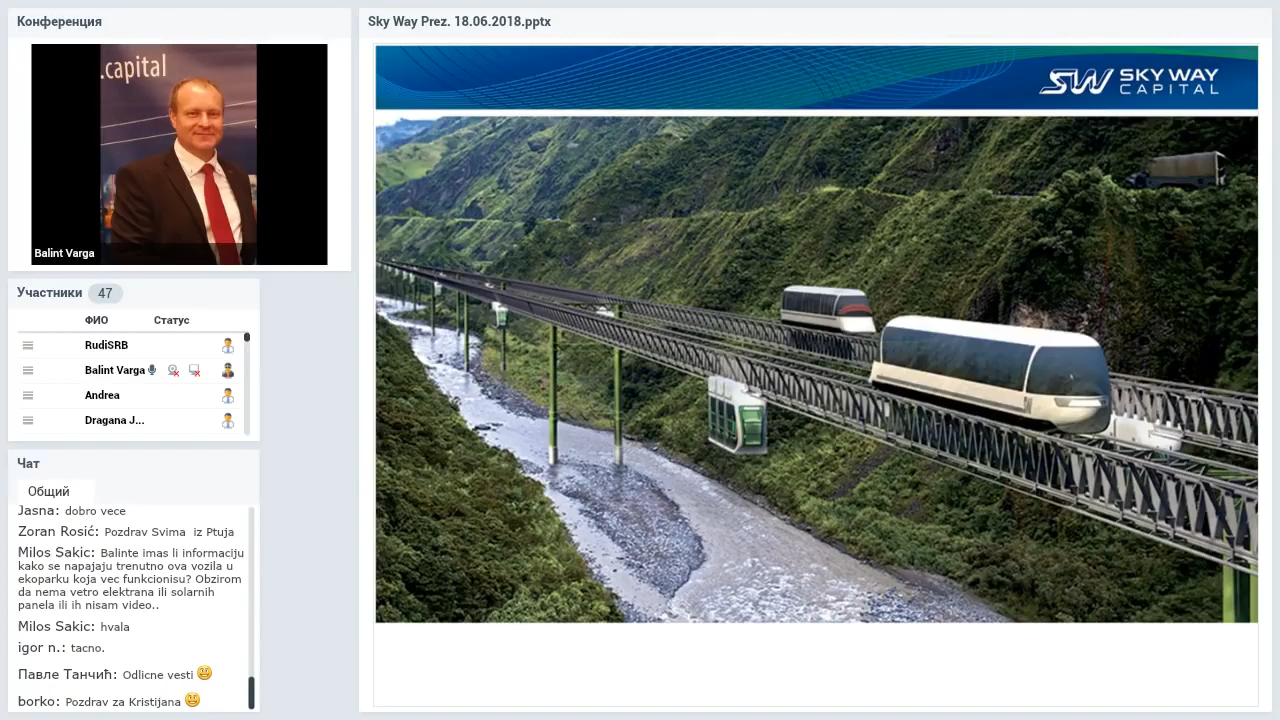 Конференция
.capital
Balint Varga
Участники 47
ФИО Статус
RudiSRB
Balint Varga
Andrea
Dragana J...
Чат
Общий
Jasna: dobro vece
Zoran Rosić: Pozdrav Svima iz Ptuja
Milos Sakic: Balinte imas li informaciju
kako se napajaju trenutno ova vozila u
ekoparku koja vec funkcionisu? Obzirom
da nema vetro elektrana ili solarnih
panela ili ih nisam video..
Milos Sakic: hvala
igor n.: tacno.
Павле Танчић: Odlicne vesti
borko: Pozdrav za Kristijana
Sky Way Prez. 18.06.2018.pptx
SW SKY WAY
CAPITAL